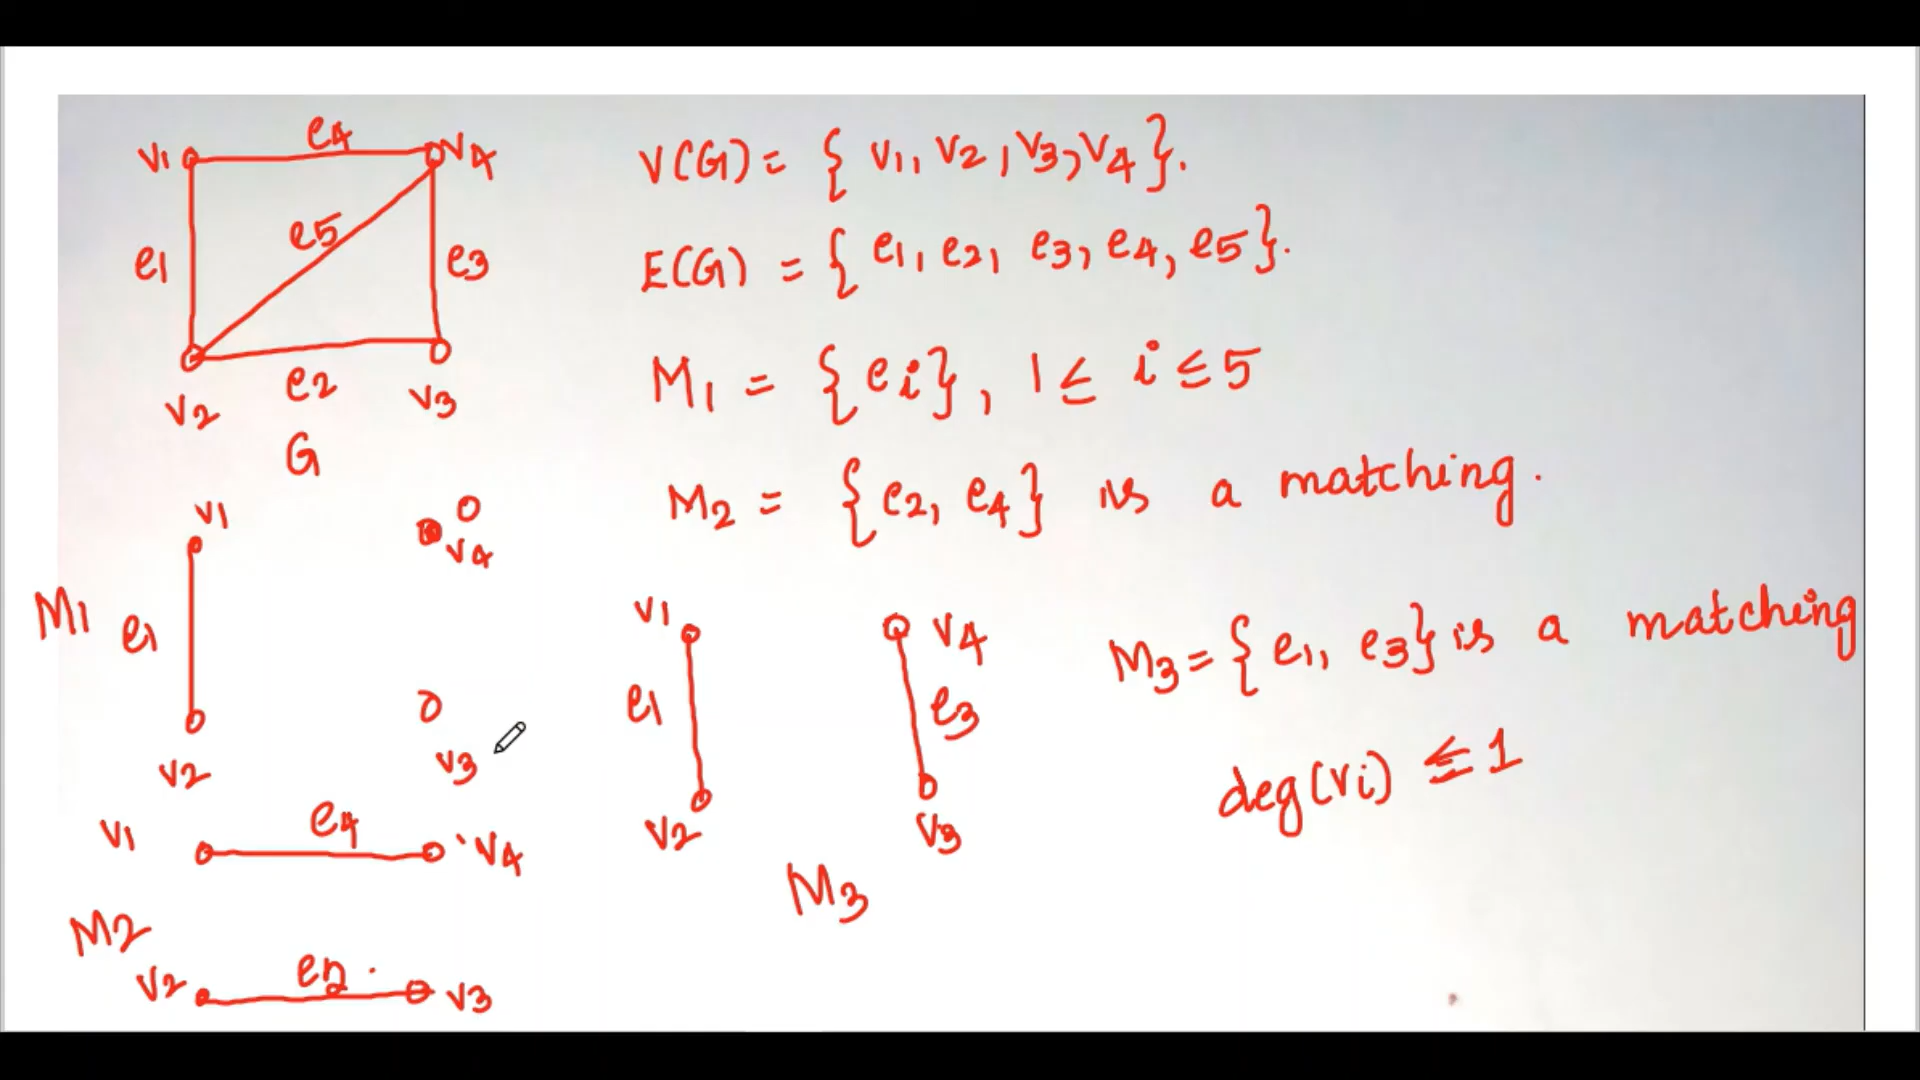 e4
v1 v4
e5
e1 e3
e2
v2 v3
G
V(G) = { v1, v2, v3, v4 }.
E(G) = { e1, e2, e3, e4, e5 }.
M1 = { ei }, 1 ≤ i ≤ 5
M2 = { e2, e4 } is a matching.
v1
v4
M1 e1
v2 v3
e4
v1 v4
M2
e2
v2 v3
v1 v4
e1 e3
v2 v3
M3
M3 = { e1, e3 } is a matching
deg(vi) ≤ 1